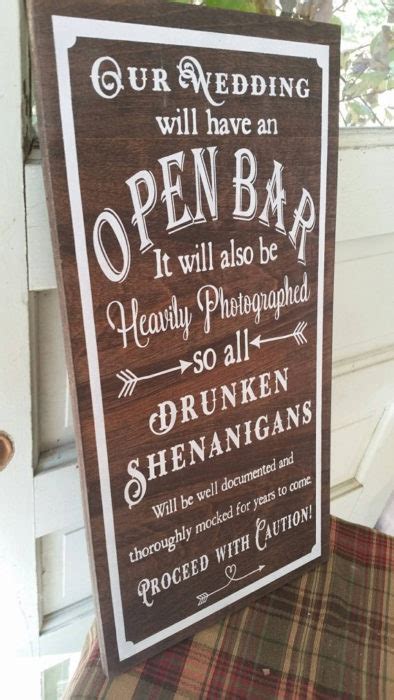 Our Wedding
will have an
OPEN BAR
It will also be
Heavily Photographed
so all
DRUNKEN
SHENANIGANS
Will be well documented and
thoroughly mocked for years to come
PROCEED WITH CAUTION!